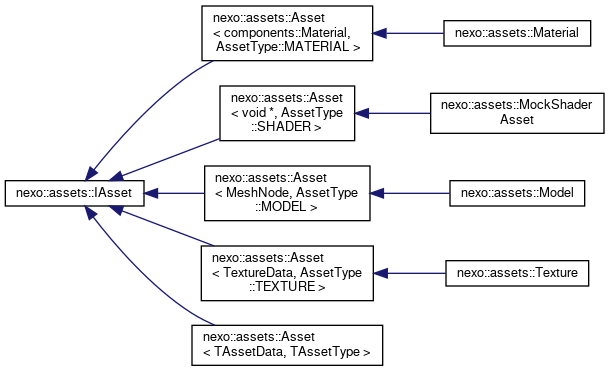 nexo::assets::Asset
< components::Material,
AssetType::MATERIAL >
nexo::assets::Material
nexo::assets::Asset
< void *, AssetType
::SHADER >
nexo::assets::MockShader
Asset
nexo::assets::IAsset
nexo::assets::Asset
< MeshNode, AssetType
::MODEL >
nexo::assets::Model
nexo::assets::Asset
< TextureData, AssetType
::TEXTURE >
nexo::assets::Texture
nexo::assets::Asset
< TAssetData, TAssetType >